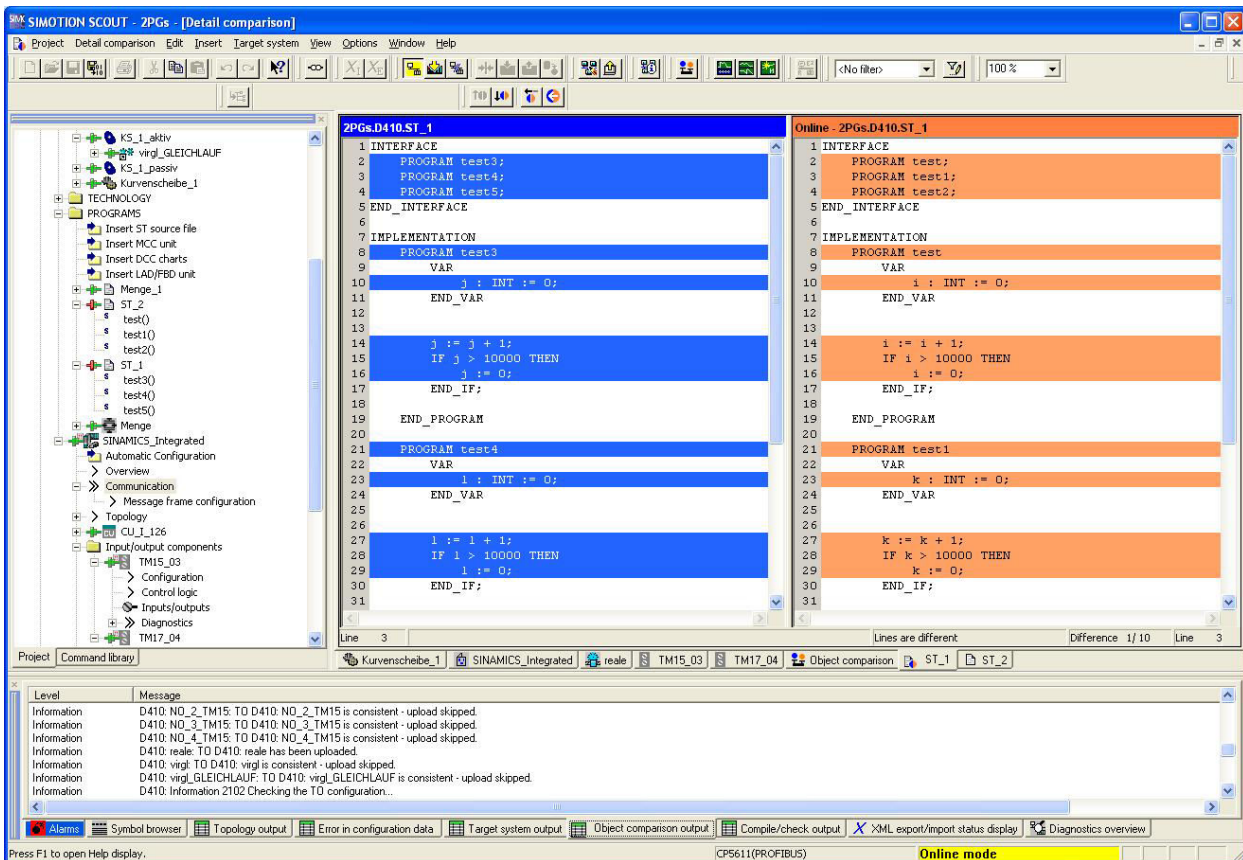 SIMOTION SCOUT - 2PGs - [Detail comparison]
Project Detail comparison Edit Insert Target system View Options Window Help
<No filter> 100 %
KS_1_aktiv
virgl_GLEICHLAUF
KS_1_passiv
Kurvenscheibe_1
TECHNOLOGY
PROGRAMS
Insert ST source file
Insert MCC unit
Insert DCC charts
Insert LAD/FBD unit
Menge_1
ST_2
test()
test1()
test2()
ST_1
test3()
test4()
test5()
Menge
SINAMICS_Integrated
Automatic Configuration
Overview
Communication
Message frame configuration
Topology
CU_I_126
Input/output components
TM15_03
Configuration
Control logic
Inputs/outputs
Diagnostics
TM17_04
Project Command library
2PGs.D410.ST_1
1 INTERFACE
2 PROGRAM test3;
3 PROGRAM test4;
4 PROGRAM test5;
5 END_INTERFACE
6
7 IMPLEMENTATION
8 PROGRAM test3
9 VAR
10 j : INT := 0;
11 END_VAR
12
13
14 j := j + 1;
15 IF j > 10000 THEN
16 j := 0;
17 END_IF;
18
19 END_PROGRAM
20
21 PROGRAM test4
22 VAR
23 l : INT := 0;
24 END_VAR
25
26
27 l := l + 1;
28 IF l > 10000 THEN
29 l := 0;
30 END_IF;
31
Online - 2PGs.D410.ST_1
1 INTERFACE
2 PROGRAM test;
3 PROGRAM test1;
4 PROGRAM test2;
5 END_INTERFACE
6
7 IMPLEMENTATION
8 PROGRAM test
9 VAR
10 i : INT := 0;
11 END_VAR
12
13
14 i := i + 1;
15 IF i > 10000 THEN
16 i := 0;
17 END_IF;
18
19 END_PROGRAM
20
21 PROGRAM test1
22 VAR
23 k : INT := 0;
24 END_VAR
25
26
27 k := k + 1;
28 IF k > 10000 THEN
29 k := 0;
30 END_IF;
31
Line 3 Lines are different Difference 1/ 10 Line 3
Kurvenscheibe_1 SINAMICS_Integrated reale TM15_03 TM17_04 Object comparison ST_1 ST_2
Level Message
Information D410: NO_2_TM15: TO D410: NO_2_TM15 is consistent - upload skipped.
Information D410: NO_3_TM15: TO D410: NO_3_TM15 is consistent - upload skipped.
Information D410: NO_4_TM15: TO D410: NO_4_TM15 is consistent - upload skipped.
Information D410: reale: TO D410: reale has been uploaded.
Information D410: virgl: TO D410: virgl is consistent - upload skipped.
Information D410: virgl_GLEICHLAUF: TO D410: virgl_GLEICHLAUF is consistent - upload skipped.
Information D410: Information 2102 Checking the TO configuration...
Alarms Symbol browser Topology output Error in configuration data Target system output Object comparison output Compile/check output XML export/import status display Diagnostics overview
Press F1 to open Help display. CP5611(PROFIBUS) Online mode